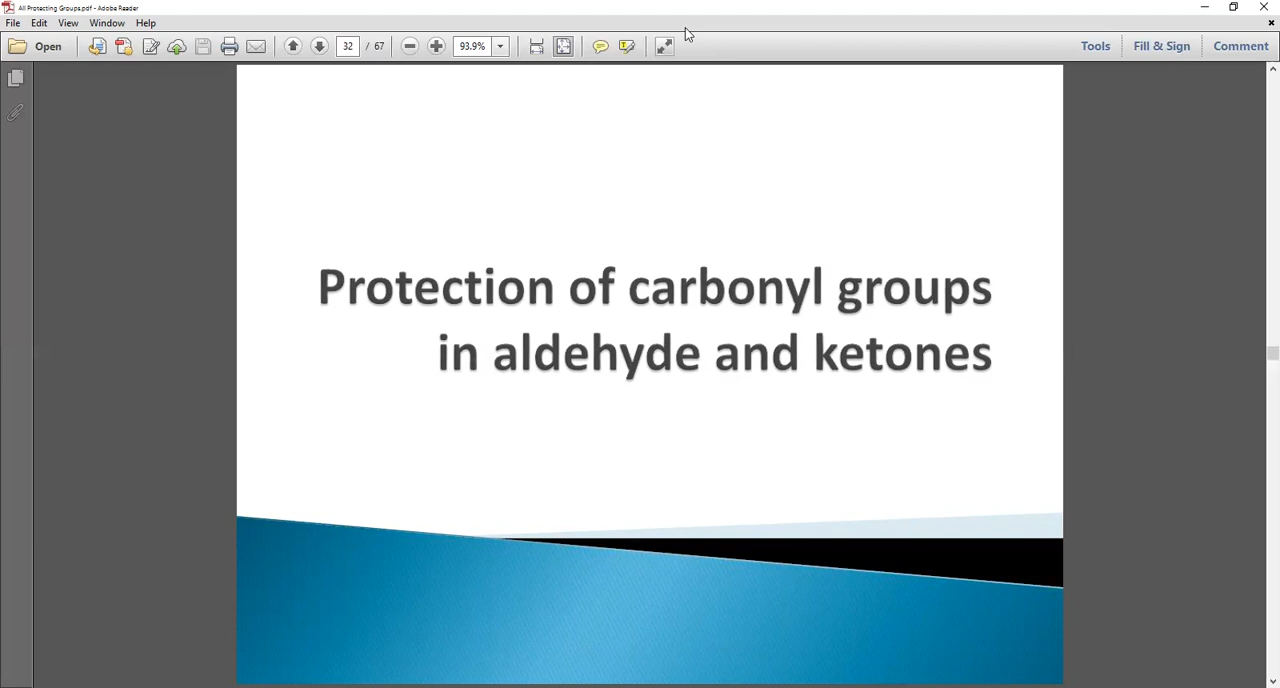 All Protecting Groups.pdf - Adobe Reader
File Edit View Window Help
Open 32 / 67 93.9% Tools Fill & Sign Comment
Protection of carbonyl groups
in aldehyde and ketones